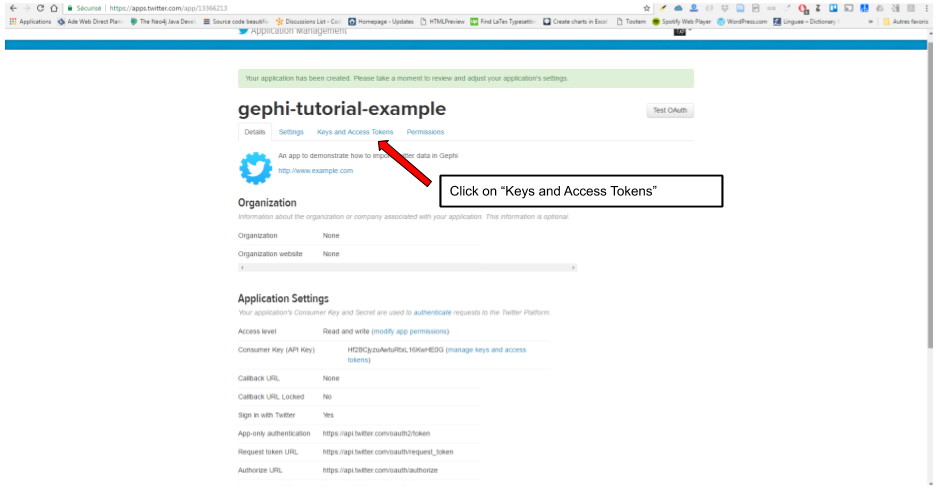 Sécurisé | https://apps.twitter.com/app/13366213
Applications Ade Web Direct Plan The Neo4j Java Devel Source code beautifie Discussions List - Coll Homepage - Updates HTMLPreview Find LaTex Typesettin Create charts in Excel Tootem Spotify Web Player WordPress.com Linguee – Dictionary » Autres favoris
Application Management
Your application has been created. Please take a moment to review and adjust your application's settings.
gephi-tutorial-example
Test OAuth
Details Settings Keys and Access Tokens Permissions
An app to demonstrate how to import twitter data in Gephi
http://www.example.com
Click on “Keys and Access Tokens”
Organization
Information about the organization or company associated with your application. This information is optional.
Organization None
Organization website None
Application Settings
Your application's Consumer Key and Secret are used to authenticate requests to the Twitter Platform.
Access level Read and write (modify app permissions)
Consumer Key (API Key) (manage keys and access
tokens)
Callback URL None
Callback URL Locked No
Sign in with Twitter Yes
App-only authentication https://api.twitter.com/oauth2/token
Request token URL https://api.twitter.com/oauth/request_token
Authorize URL https://api.twitter.com/oauth/authorize